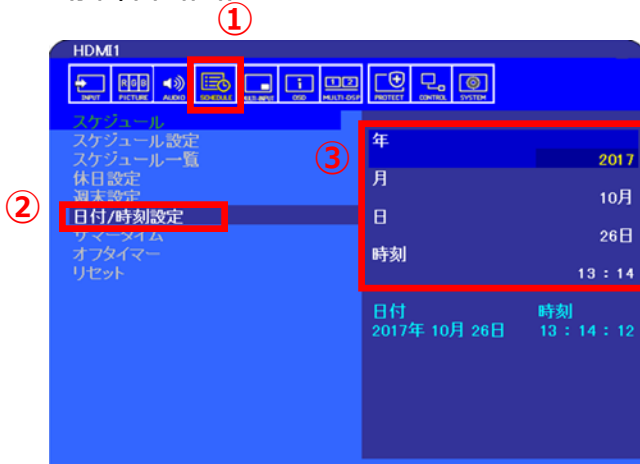 ①
HDMI1
INPUT PICTURE AUDIO SCHEDULE MULTI-INPUT OSD MULTI-DSP PROTECT CONTROL SYSTEM
スケジュール
スケジュール設定
スケジュール一覧
休日設定
週末設定
② 日付/時刻設定
サマータイム
オフタイマー
リセット
③
年
2017
月
10月
日
26日
時刻
13 : 14
日付 時刻
2017年 10月 26日 13 : 14 : 12